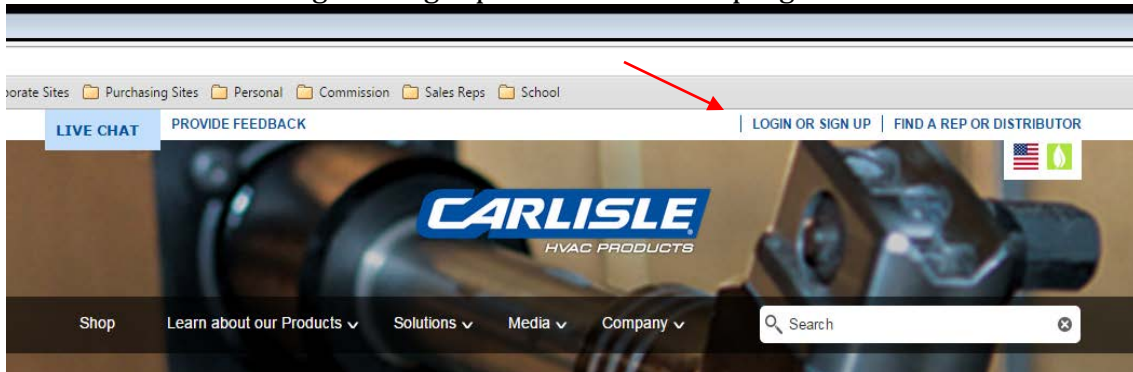 porate Sites Purchasing Sites Personal Commission Sales Reps School
LIVE CHAT PROVIDE FEEDBACK | LOGIN OR SIGN UP | FIND A REP OR DISTRIBUTOR
CARLISLE
HVAC PRODUCTS
Shop Learn about our Products Solutions Media Company Search